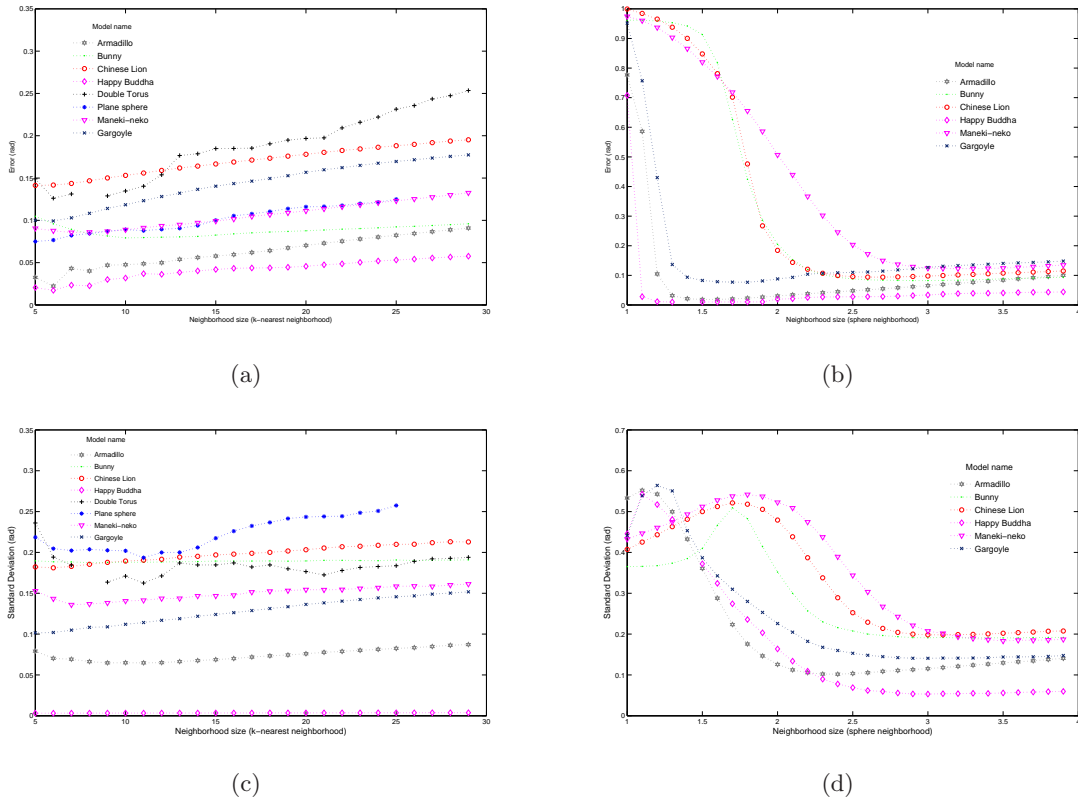 0.35
0.3
0.25
0.2
0.15
0.1
0.05
0
5
10
15
20
25
30
Error (rad)
Neighborhood size (k−nearest neighborhood)
Model name
Armadillo
Bunny
Chinese Lion
Happy Buddha
Double Torus
Plane sphere
Maneki−neko
Gargoyle
(a)
1
0.9
0.8
0.7
0.6
0.5
0.4
0.3
0.2
0.1
0
1
1.5
2
2.5
3
3.5
4
Error (rad)
Neighborhood size (sphere neighborhood)
Model name
Armadillo
Bunny
Chinese Lion
Happy Buddha
Maneki−neko
Gargoyle
(b)
0.35
0.3
0.25
0.2
0.15
0.1
0.05
0
5
10
15
20
25
30
Standard Deviation (rad)
Neighborhood size (k−nearest neighborhood)
Model name
Armadillo
Bunny
Chinese Lion
Happy Buddha
Double Torus
Plane sphere
Maneki−neko
Gargoyle
(c)
0.7
0.6
0.5
0.4
0.3
0.2
0.1
0
1
1.5
2
2.5
3
3.5
4
Standard Deviation (rad)
Neighborhood size (sphere neighborhood)
Model name
Armadillo
Bunny
Chinese Lion
Happy Buddha
Maneki−neko
Gargoyle
(d)